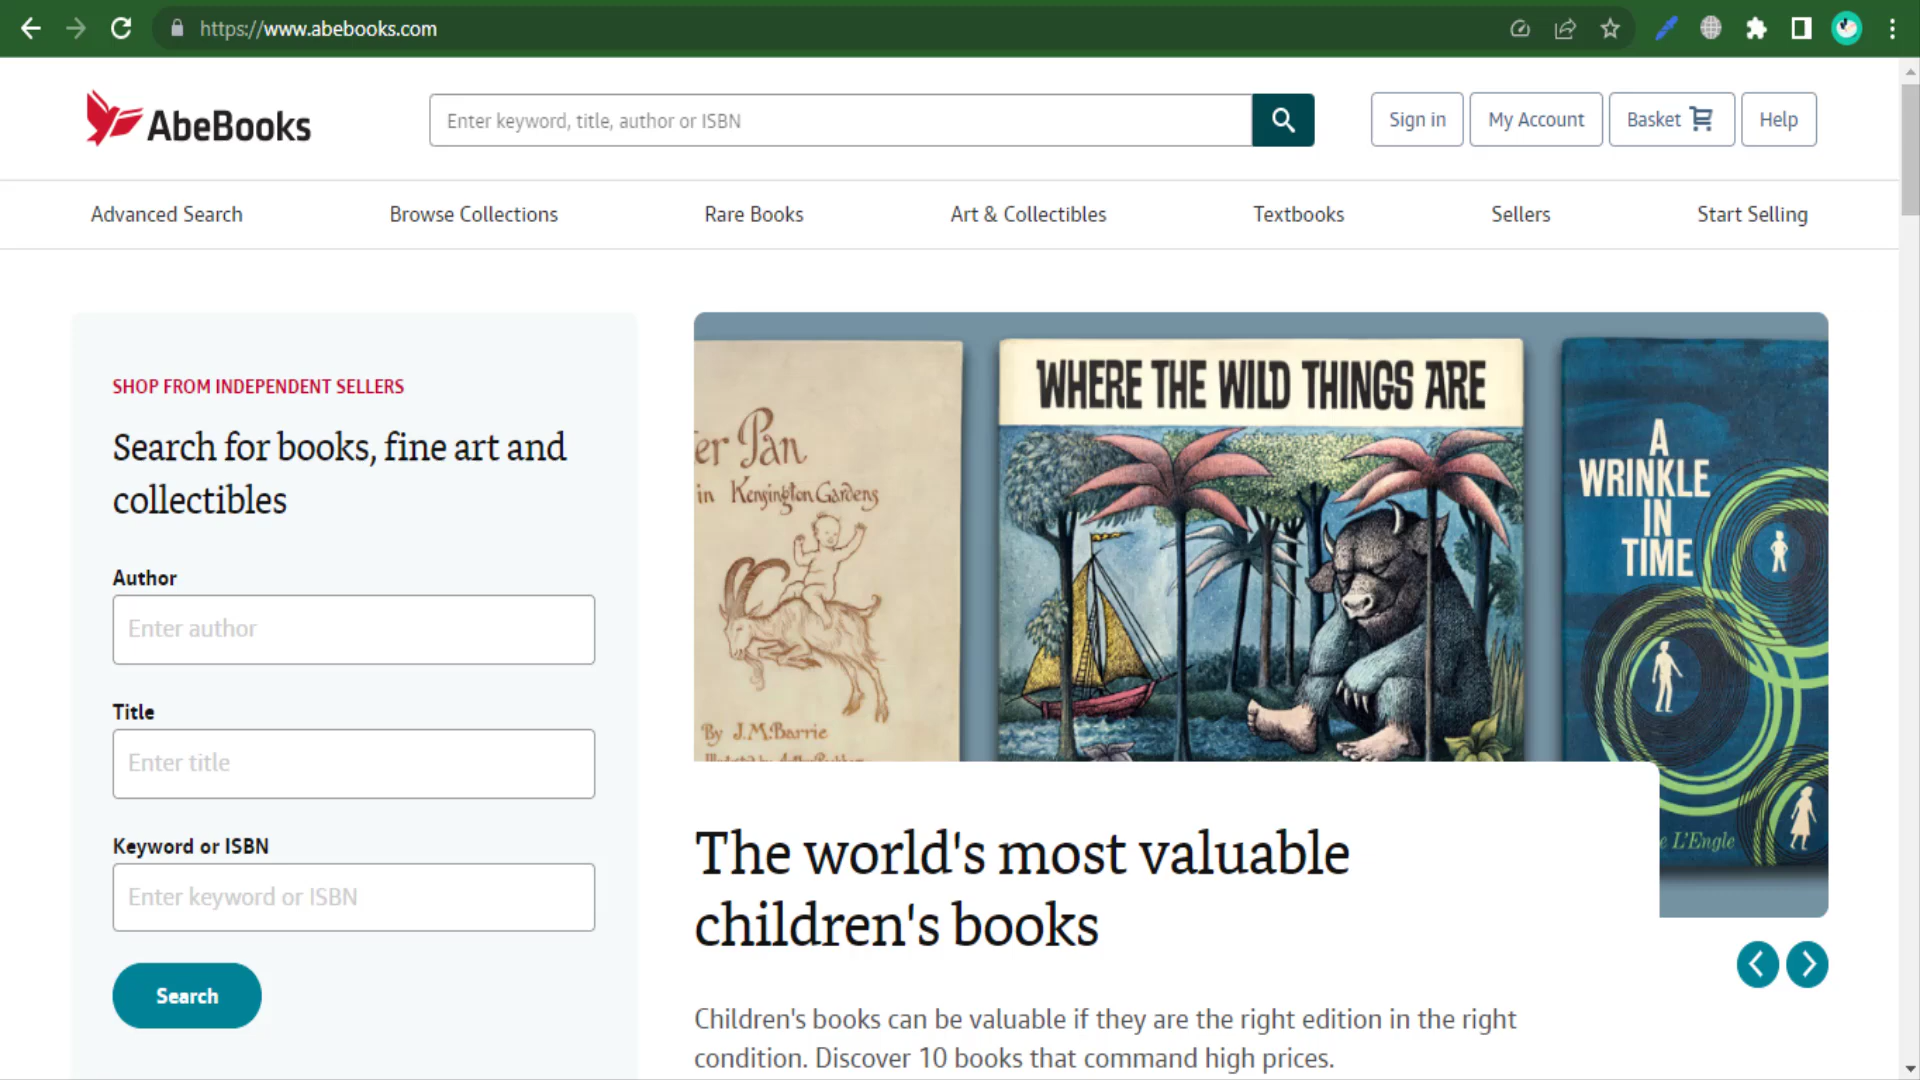 https://www.abebooks.com
AbeBooks
Enter keyword, title, author or ISBN
Sign in
My Account
Basket
Help
Advanced Search
Browse Collections
Rare Books
Art & Collectibles
Textbooks
Sellers
Start Selling
SHOP FROM INDEPENDENT SELLERS
Search for books, fine art and
collectibles
Author
Enter author
Title
Enter title
Keyword or ISBN
Enter keyword or ISBN
Search
er Pan
in Kensington Gardens
By J.M.Barrie
WHERE THE WILD THINGS ARE
A
WRINKLE
IN
TIME
e L'Engle
The world's most valuable
children's books
Children's books can be valuable if they are the right edition in the right
condition. Discover 10 books that command high prices.